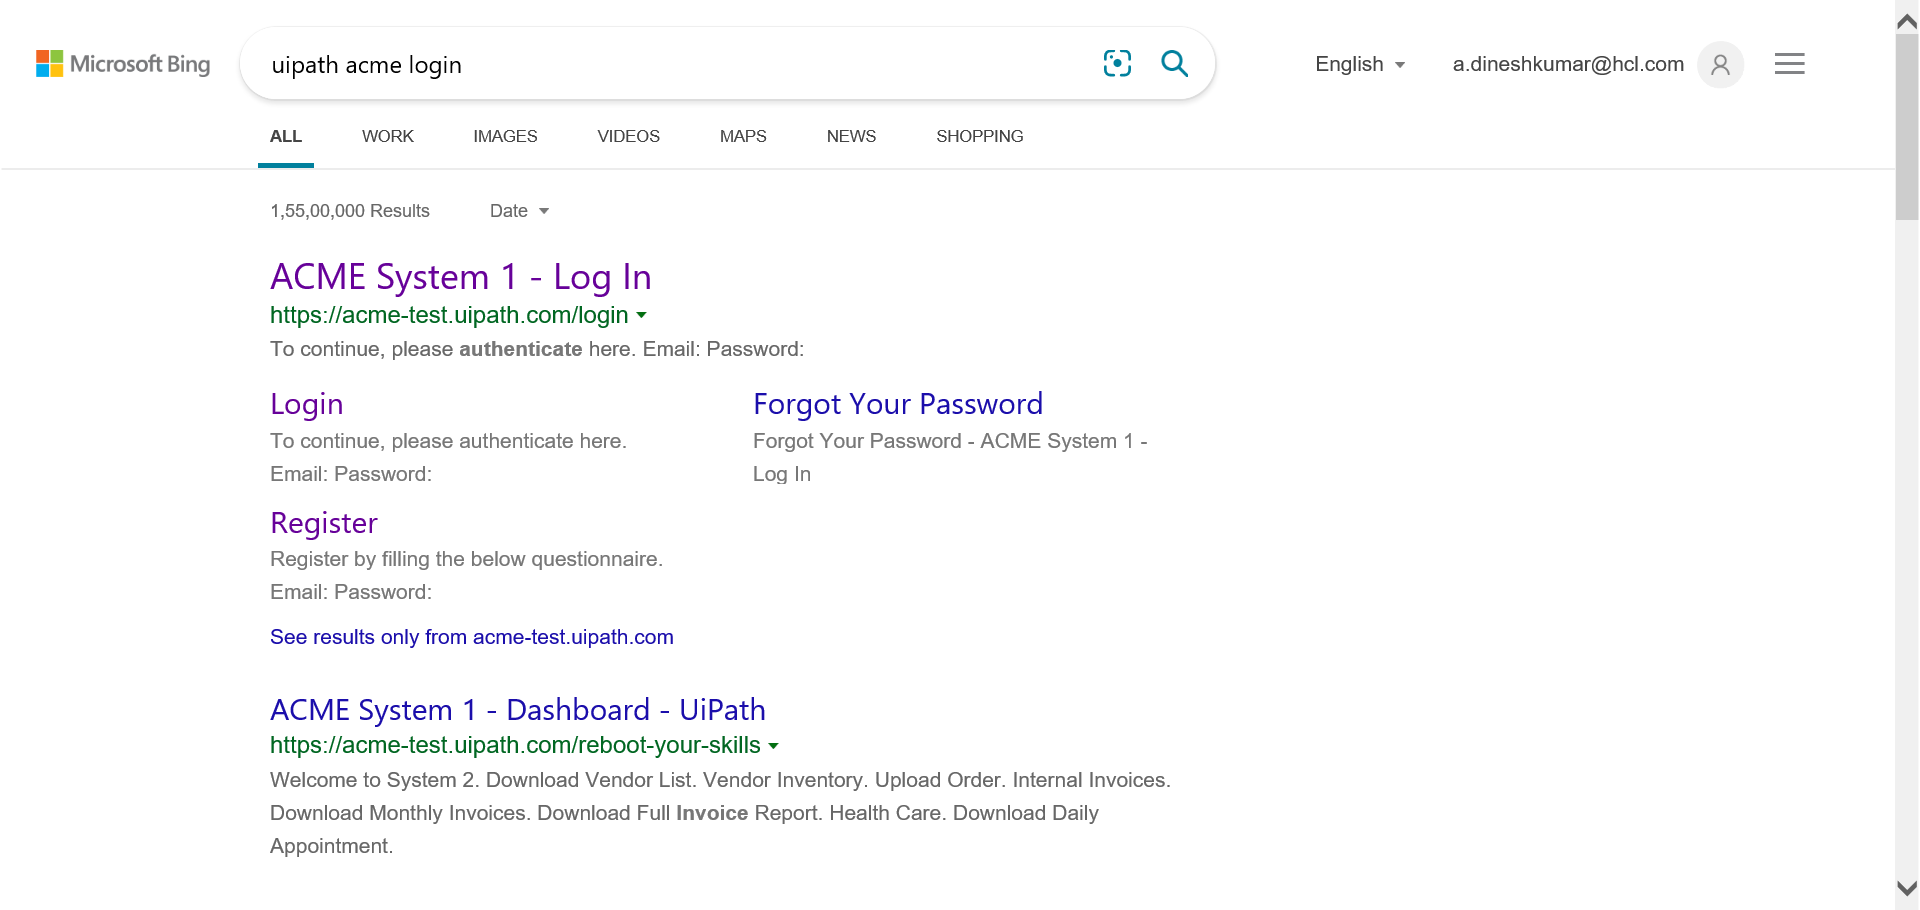 Microsoft Bing
uipath acme login
English
a.dineshkumar@hcl.com
ALL WORK IMAGES VIDEOS MAPS NEWS SHOPPING
1,55,00,000 Results Date
ACME System 1 - Log In
https://acme-test.uipath.com/login
To continue, please authenticate here. Email: Password:
Login
To continue, please authenticate here.
Email: Password:
Forgot Your Password
Forgot Your Password - ACME System 1 -
Log In
Register
Register by filling the below questionnaire.
Email: Password:
See results only from acme-test.uipath.com
ACME System 1 - Dashboard - UiPath
https://acme-test.uipath.com/reboot-your-skills
Welcome to System 2. Download Vendor List. Vendor Inventory. Upload Order. Internal Invoices.
Download Monthly Invoices. Download Full Invoice Report. Health Care. Download Daily
Appointment.